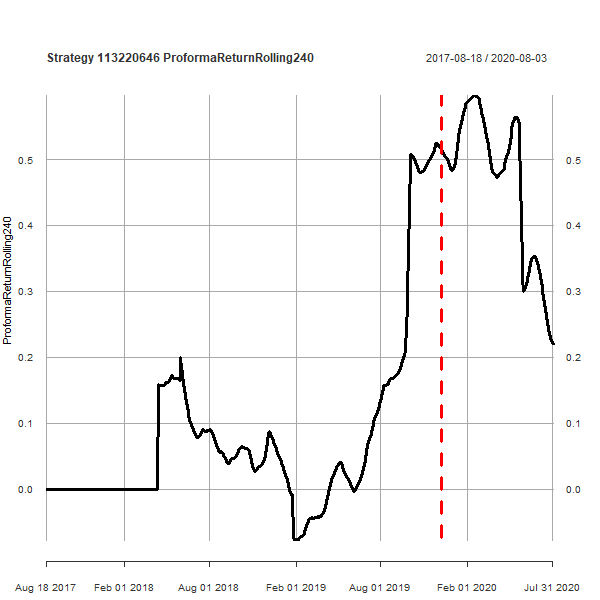 Strategy 113220646 ProformaReturnRolling240
2017-08-18 / 2020-08-03
ProformaReturnRolling240
0.5 0.5
0.4 0.4
0.3 0.3
0.2 0.2
0.1 0.1
0.0 0.0
Aug 18 2017 Feb 01 2018 Aug 01 2018 Feb 01 2019 Aug 01 2019 Feb 01 2020 Jul 31 2020